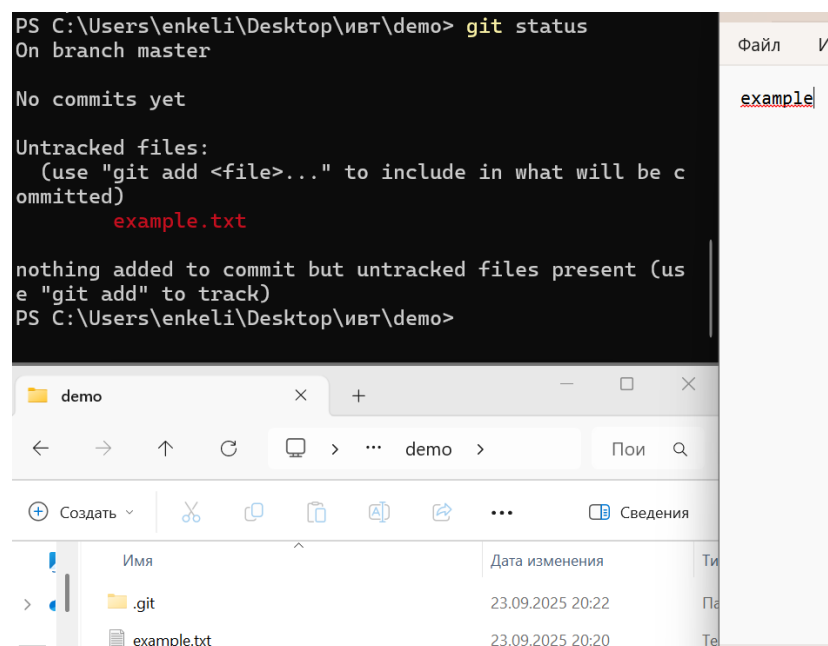 PS C:\Users\enkeli\Desktop\ивт\demo> git status
On branch master
No commits yet
Untracked files:
(use "git add <file>..." to include in what will be c
ommitted)
example.txt
nothing added to commit but untracked files present (us
e "git add" to track)
PS C:\Users\enkeli\Desktop\ивт\demo>
Файл
example
demo
demo
Пои
Создать
Сведения
Имя Дата изменения Ти
.git 23.09.2025 20:22 Па
example.txt 23.09.2025 20:20 Те